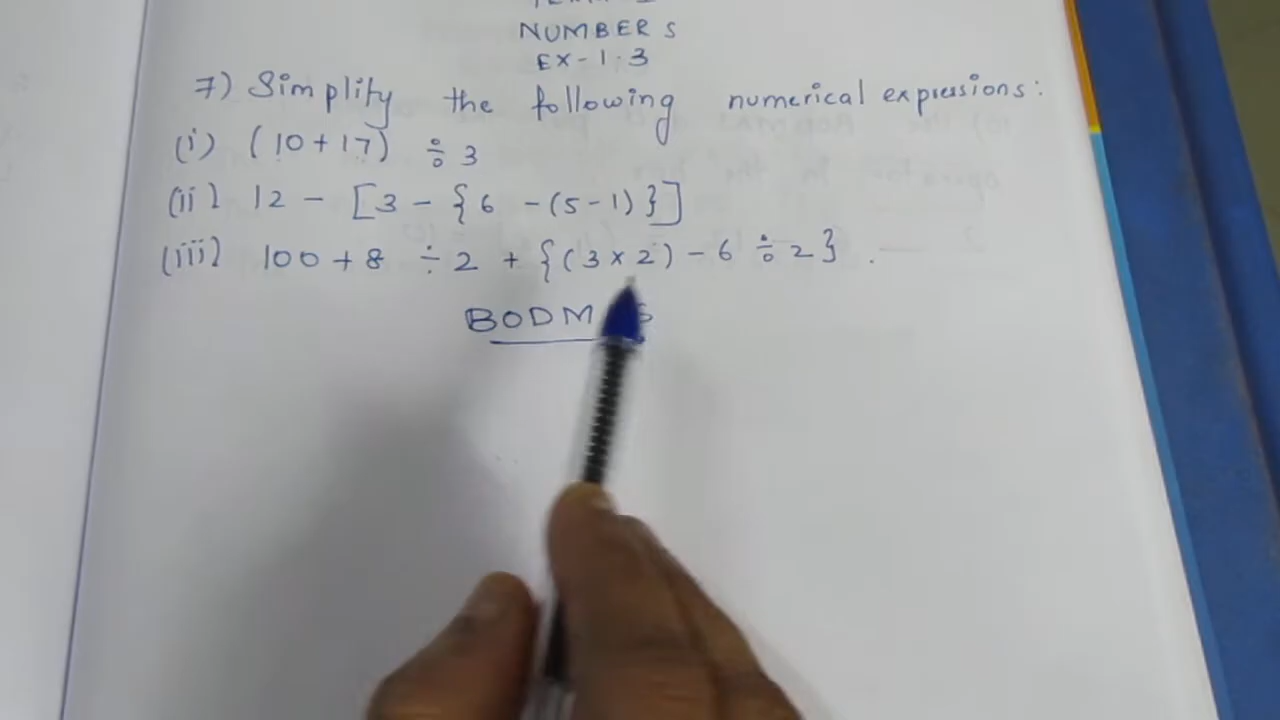 NUMBERS
EX-1.3
7) Simplify the following numerical expressions:
(i) (10+17) ÷ 3
(ii) 12 - [3 - {6 - (5-1)}]
(iii) 100 + 8 ÷ 2 + {(3×2) - 6 ÷ 2} .